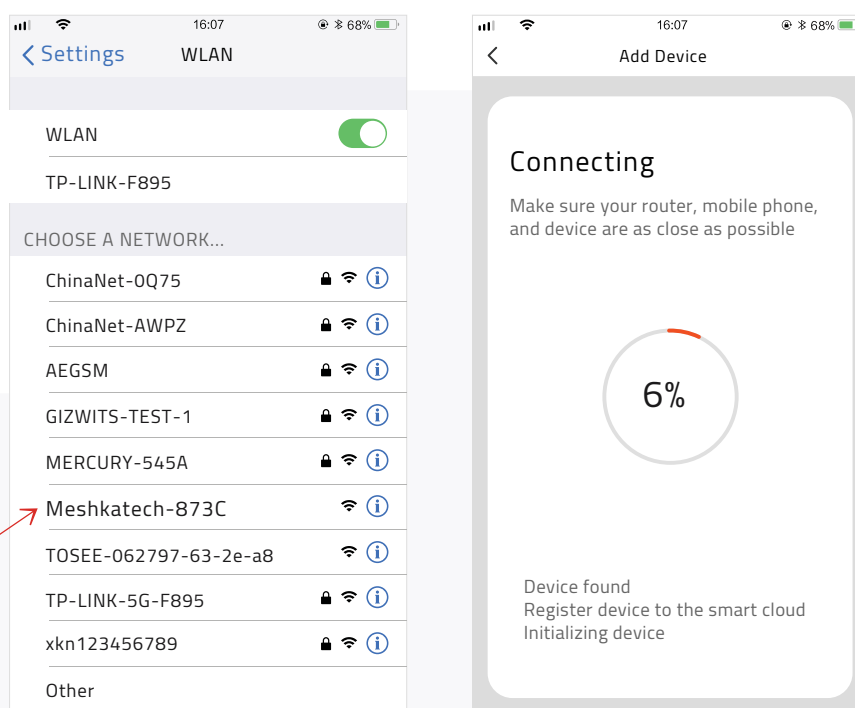 16:07
68%
Settings
WLAN
WLAN
TP-LINK-F895
CHOOSE A NETWORK...
ChinaNet-0Q75
ChinaNet-AWPZ
AEGSM
GIZWITS-TEST-1
MERCURY-545A
Meshkatech-873C
TOSEE-062797-63-2e-a8
TP-LINK-5G-F895
xkn123456789
Other
16:07
68%
Add Device
Connecting
Make sure your router, mobile phone,
and device are as close as possible
6%
Device found
Register device to the smart cloud
Initializing device